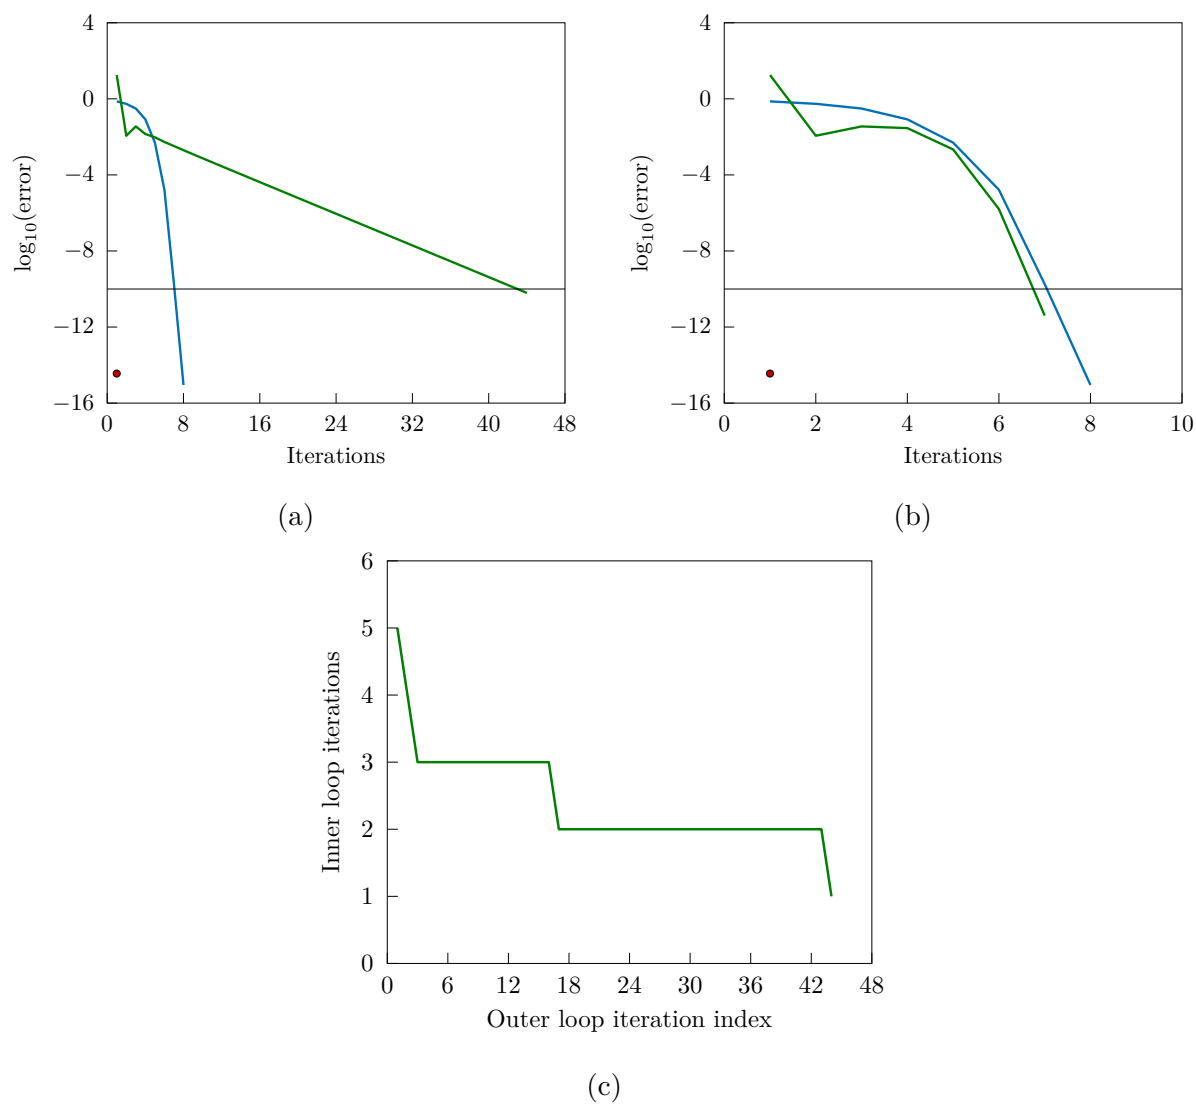 4
0
−4
−8
−12
−16
0 8 16 24 32 40 48
log₁₀(error)
Iterations
(a)
4
0
−4
−8
−12
−16
0 2 4 6 8 10
log₁₀(error)
Iterations
(b)
6
5
4
3
2
1
0
0 6 12 18 24 30 36 42 48
Inner loop iterations
Outer loop iteration index
(c)